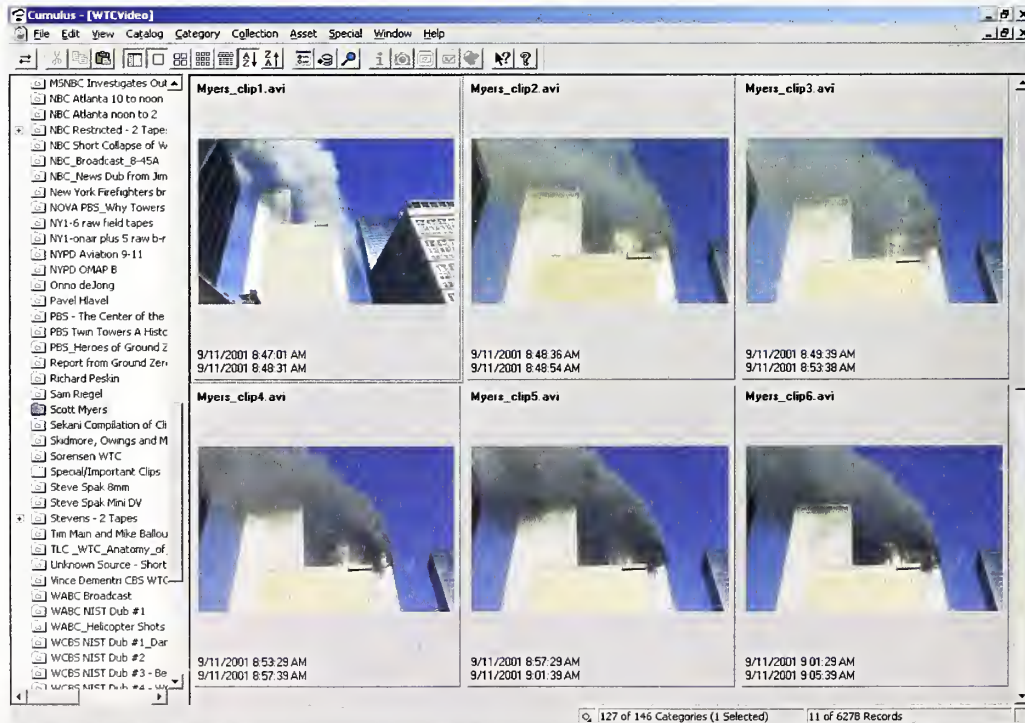 Cumulus - [WTCVideo]
File Edit View Catalog Category Collection Asset Special Window Help
MSNBC Investigates Out
NBC Atlanta 10 to noon
NBC Atlanta noon to 2
NBC Restricted - 2 Tape:
NBC Short Collapse of W
NBC_Broadcast_8-45A
NBC_News Dub from Jim
New York Firefighters br
NOVA PBS_Why Towers
NY1-6 raw field tapes
NY1-onair plus 5 raw b-r
NYPD Aviation 9-11
NYPD OMAP B
Onno deJong
Pavel Hlavel
PBS - The Center of the
PBS Twin Towers A Histc
PBS_Heroes of Ground Z
Report from Ground Zer
Richard Peskin
Sam Riegel
Scott Myers
Sekani Compilation of Cli
Skidmore, Owings and M
Sorensen WTC
Special/Important Clips
Steve Spak 8mm
Steve Spak Mini DV
Stevens - 2 Tapes
Tim Main and Mike Ballou
TLC _WTC_Anatomy_of_
Unknown Source - Short
Vince Dementri CBS WTC
WABC Broadcast
WABC NIST Dub #1
WABC_Helicopter Shots
WCBS NIST Dub #1_Dar
WCBS NIST Dub #2
WCBS NIST Dub #3 - Be
WCBS NIST Dub #4 - Wc
Myers_clip1.avi
9/11/2001 8:47:01 AM
9/11/2001 8:48:31 AM
Myers_clip2.avi
9/11/2001 8:48:36 AM
9/11/2001 8:48:54 AM
Myers_clip3.avi
9/11/2001 8:49:39 AM
9/11/2001 8:53:38 AM
Myers_clip4.avi
9/11/2001 8:53:29 AM
9/11/2001 8:57:39 AM
Myers_clip5.avi
9/11/2001 8:57:29 AM
9/11/2001 9:01:39 AM
Myers_clip6.avi
9/11/2001 9:01:29 AM
9/11/2001 9:05:39 AM
127 of 146 Categories (1 Selected)
11 of 6278 Records